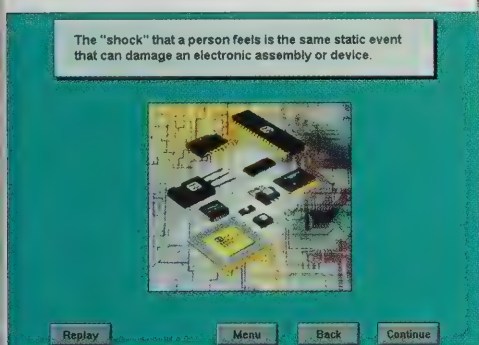 The "shock" that a person feels is the same static event
that can damage an electronic assembly or device.
Replay
Menu
Back
Continue